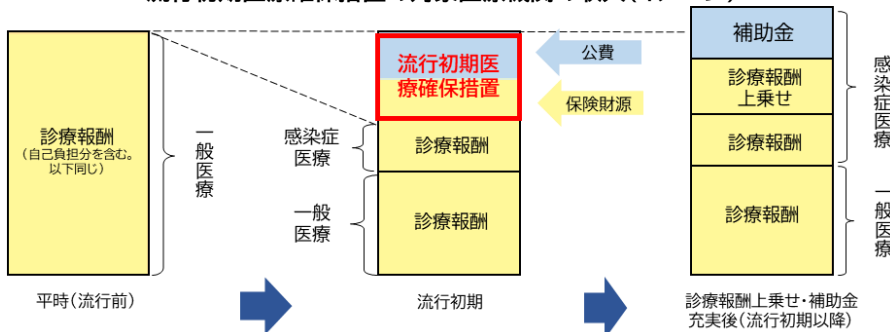 診療報酬
(自己負担分を含む。
以下同じ)
一般医療
平時(流行前)
流行初期医
療確保措置
公費
保険財源
感染症
医療
診療報酬
一般
医療
診療報酬
流行初期
補助金
診療報酬
上乗せ
診療報酬
診療報酬
感染症医療
一般医療
診療報酬上乗せ・補助金
充実後(流行初期以降)